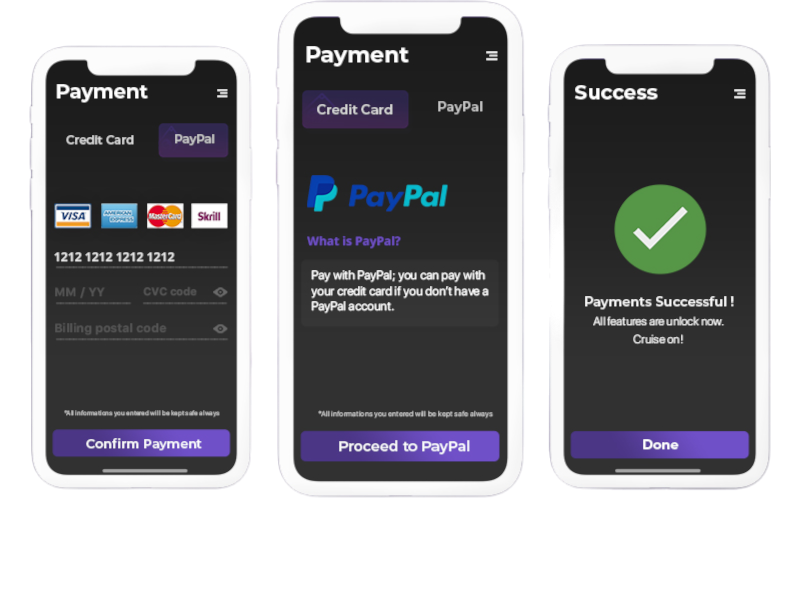 Payment
Credit Card
PayPal
VISA
AMERICAN EXPRESS
MasterCard
Skrill
1212 1212 1212 1212
MM / YY
CVC code
Billing postal code
*All informations you entered will be kept safe always
Confirm Payment
Payment
Credit Card
PayPal
PayPal
What is PayPal?
Pay with PayPal; you can pay with
your credit card if you don't have a
PayPal account.
*All informations you entered will be kept safe always
Proceed to PayPal
Success
Payments Successful !
All features are unlock now.
Cruise on!
Done